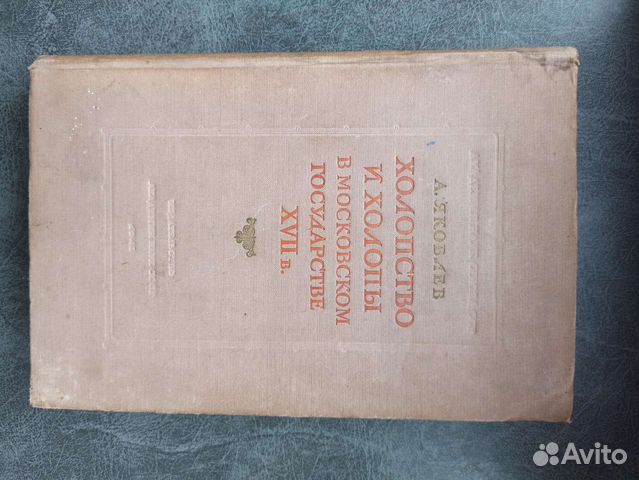 А. ЯКОВЛЕВ
ХОЛОПСТВО
И ХОЛОПЫ
В МОСКОВСКОМ
ГОСУДАРСТВЕ
XVII в.
Avito